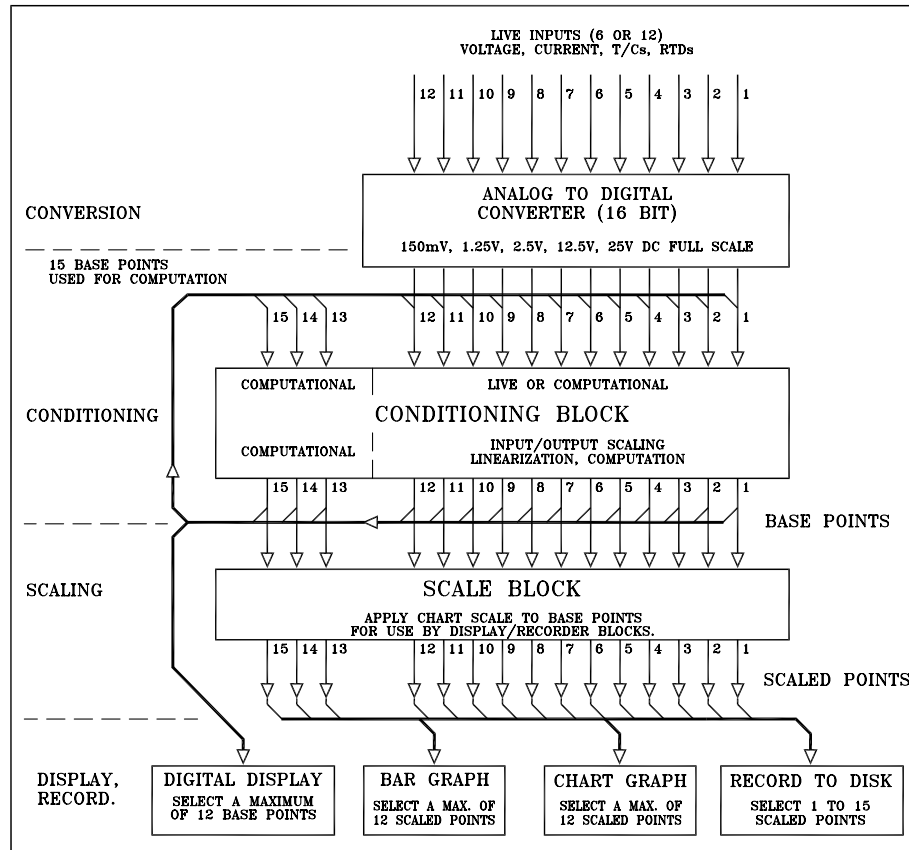 LIVE INPUTS (6 OR 12)
VOLTAGE, CURRENT, T/Cs, RTDs
12 11 10 9 8 7 6 5 4 3 2 1
ANALOG TO DIGITAL
CONVERTER (16 BIT)
150mV, 1.25V, 2.5V, 12.5V, 25V DC FULL SCALE
CONVERSION
15 BASE POINTS
USED FOR COMPUTATION
15 14 13 12 11 10 9 8 7 6 5 4 3 2 1
COMPUTATIONAL LIVE OR COMPUTATIONAL
CONDITIONING CONDITIONING BLOCK
COMPUTATIONAL INPUT/OUTPUT SCALING
LINEARIZATION, COMPUTATION
15 14 13 12 11 10 9 8 7 6 5 4 3 2 1
BASE POINTS
SCALING SCALE BLOCK
APPLY CHART SCALE TO BASE POINTS
FOR USE BY DISPLAY/RECORDER BLOCKS.
15 14 13 12 11 10 9 8 7 6 5 4 3 2 1
SCALED POINTS
DISPLAY,
RECORD.
DIGITAL DISPLAY
SELECT A MAXIMUM
OF 12 BASE POINTS
BAR GRAPH
SELECT A MAX. OF
12 SCALED POINTS
CHART GRAPH
SELECT A MAX. OF
12 SCALED POINTS
RECORD TO DISK
SELECT 1 TO 15
SCALED POINTS